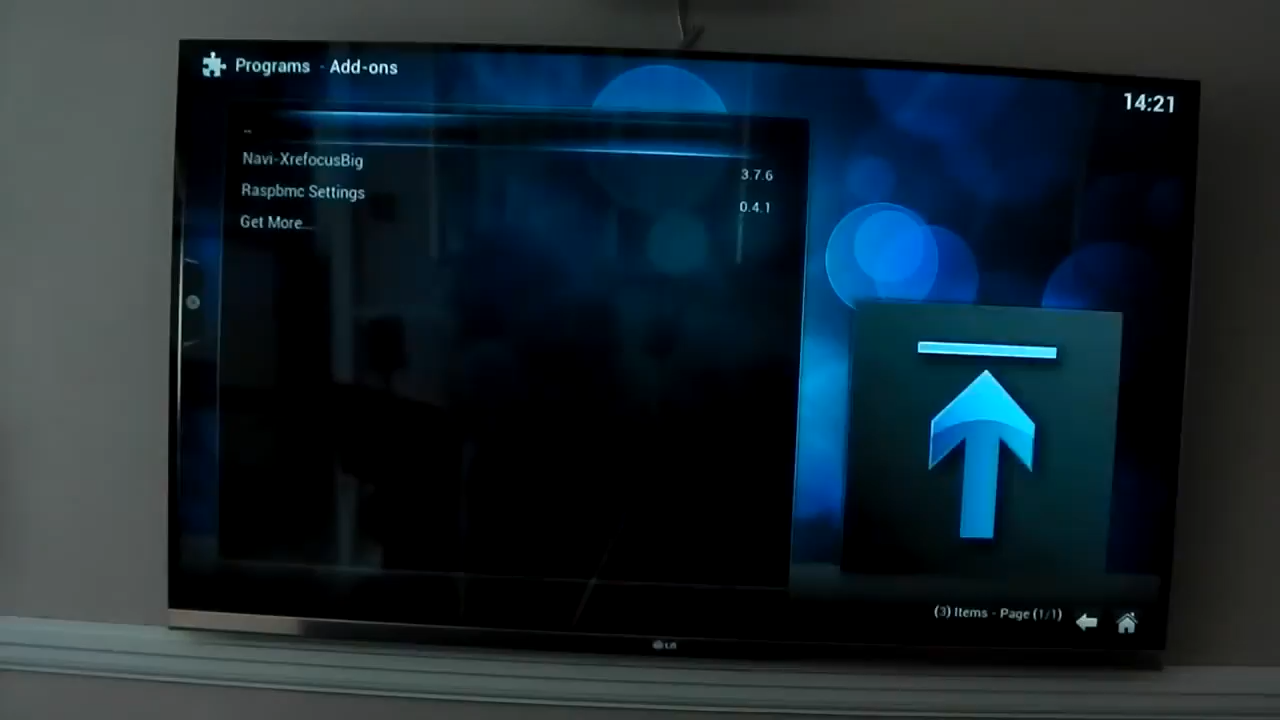 Programs - Add-ons
14:21
..
Navi-XrefocusBig 3.7.6
Raspbmc Settings 0.4.1
Get More...
(3) Items - Page (1/1)
LG